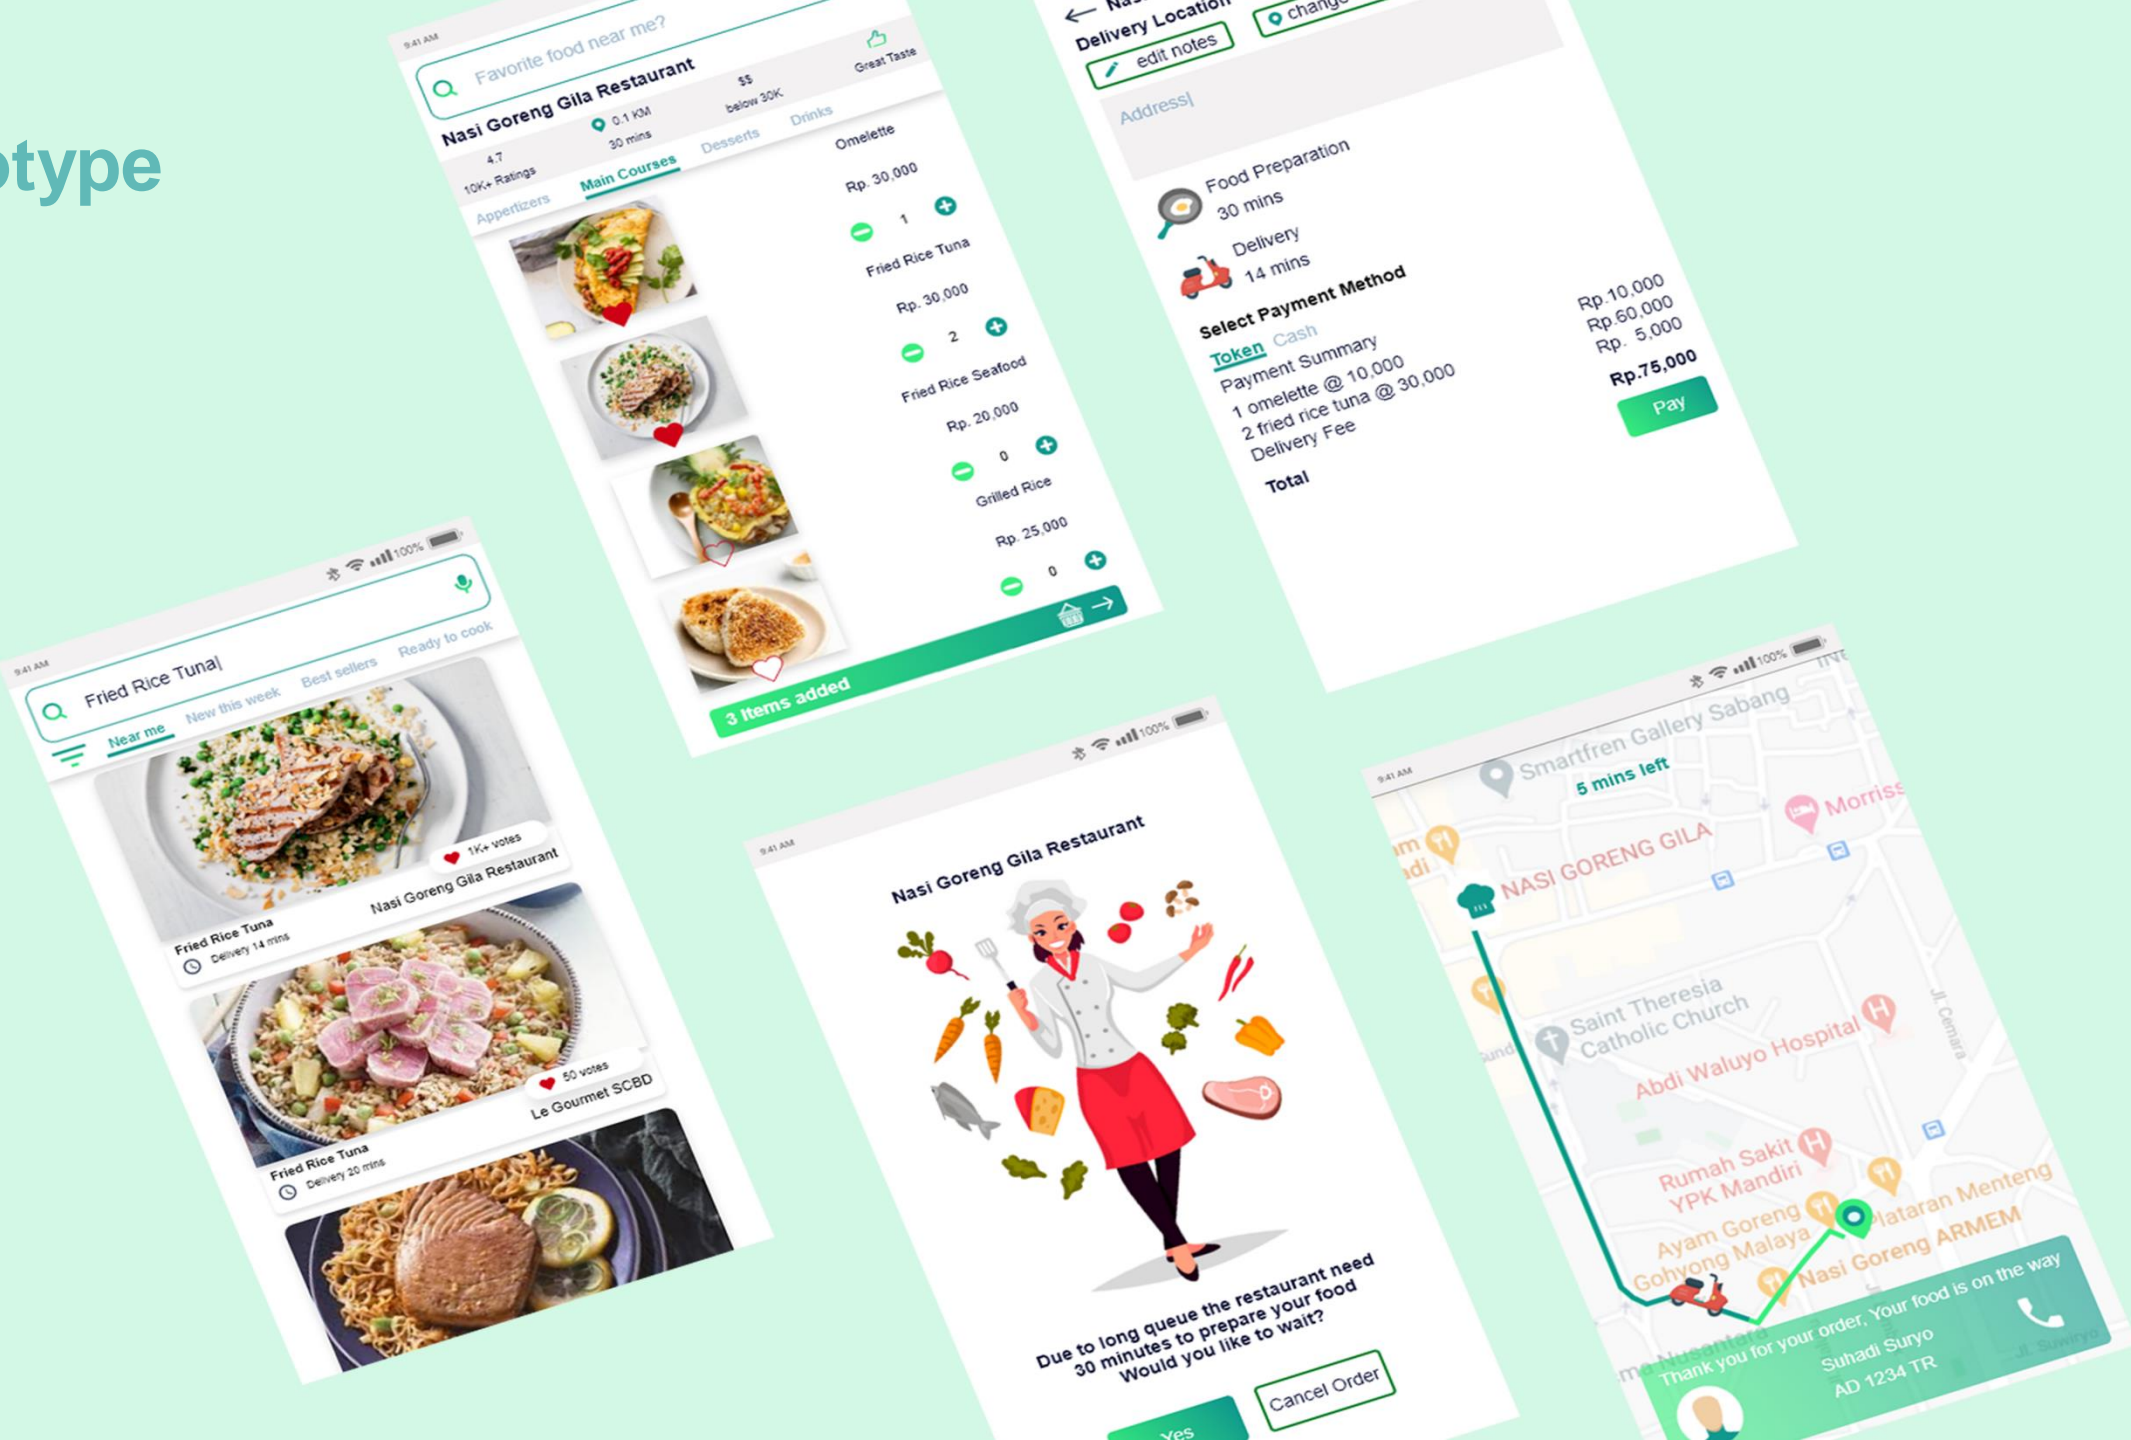 otype
9:41 AM
Favorite food near me?
Nasi Goreng Gila Restaurant
4.7
10K+ Ratings
0.1 KM
30 mins
$$
below 30K
Great Taste
Appertizers
Main Courses
Desserts
Drinks
Omelette
Rp. 30,000
1
Fried Rice Tuna
Rp. 30,000
2
Fried Rice Seafood
Rp. 20,000
0
Grilled Rice
Rp. 25,000
0
3 Items added
Delivery Location
edit notes
change
Address|
Food Preparation
30 mins
Delivery
14 mins
Select Payment Method
Token Cash
Payment Summary
1 omelette @ 10,000
Rp.10,000
2 fried rice tuna @ 30,000
Rp.60,000
Delivery Fee
Rp. 5,000
Total
Rp.75,000
Pay
9:41 AM
100%
Fried Rice Tuna|
Near me
New this week
Best sellers
Ready to cook
1K+ votes
Fried Rice Tuna
Nasi Goreng Gila Restaurant
Delivery 14 mins
50 votes
Fried Rice Tuna
Le Gourmet SCBD
Delivery 20 mins
9:41 AM
100%
Nasi Goreng Gila Restaurant
Due to long queue the restaurant need
30 minutes to prepare your food
Would you like to wait?
Yes
Cancel Order
9:41 AM
100%
Smartfren Gallery Sabang
5 mins left
Morriss
NASI GORENG GILA
Saint Theresia
Catholic Church
Jl. Cemara
Abdi Waluyo Hospital
Rumah Sakit
YPK Mandiri
Ayam Goreng
Gohyong Malaya
Plataran Menteng
Nasi Goreng ARMEM
Thank you for your order, Your food is on the way
Suhadi Suryo
AD 1234 TR
Jl. Suwiryo